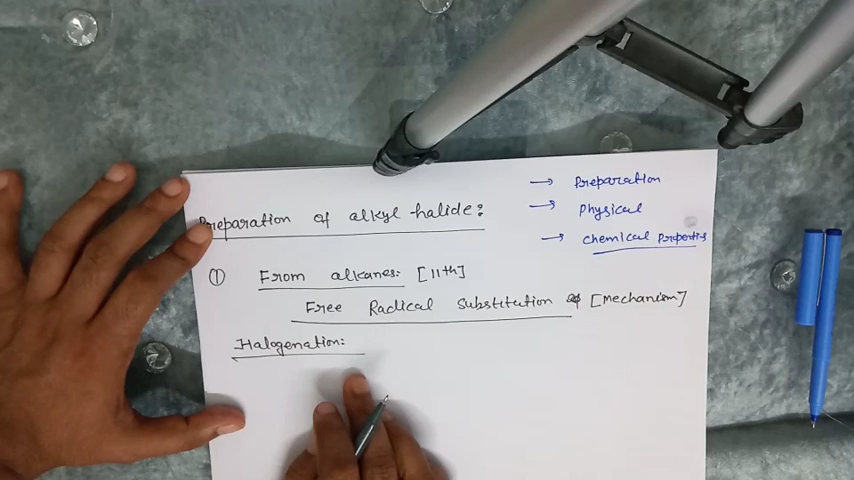 Preparation of alkyl halide:
→ Preparation
→ Physical
→ chemical Properties
① From alkanes: [11th]
Free Radical Substitution [Mechanism]
Halogenation: